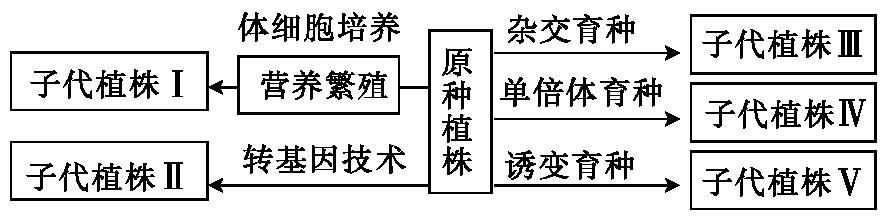 体细胞培养
营养繁殖
子代植株Ⅰ
转基因技术
子代植株Ⅱ
原种植株
杂交育种
子代植株Ⅲ
单倍体育种
子代植株Ⅳ
诱变育种
子代植株Ⅴ